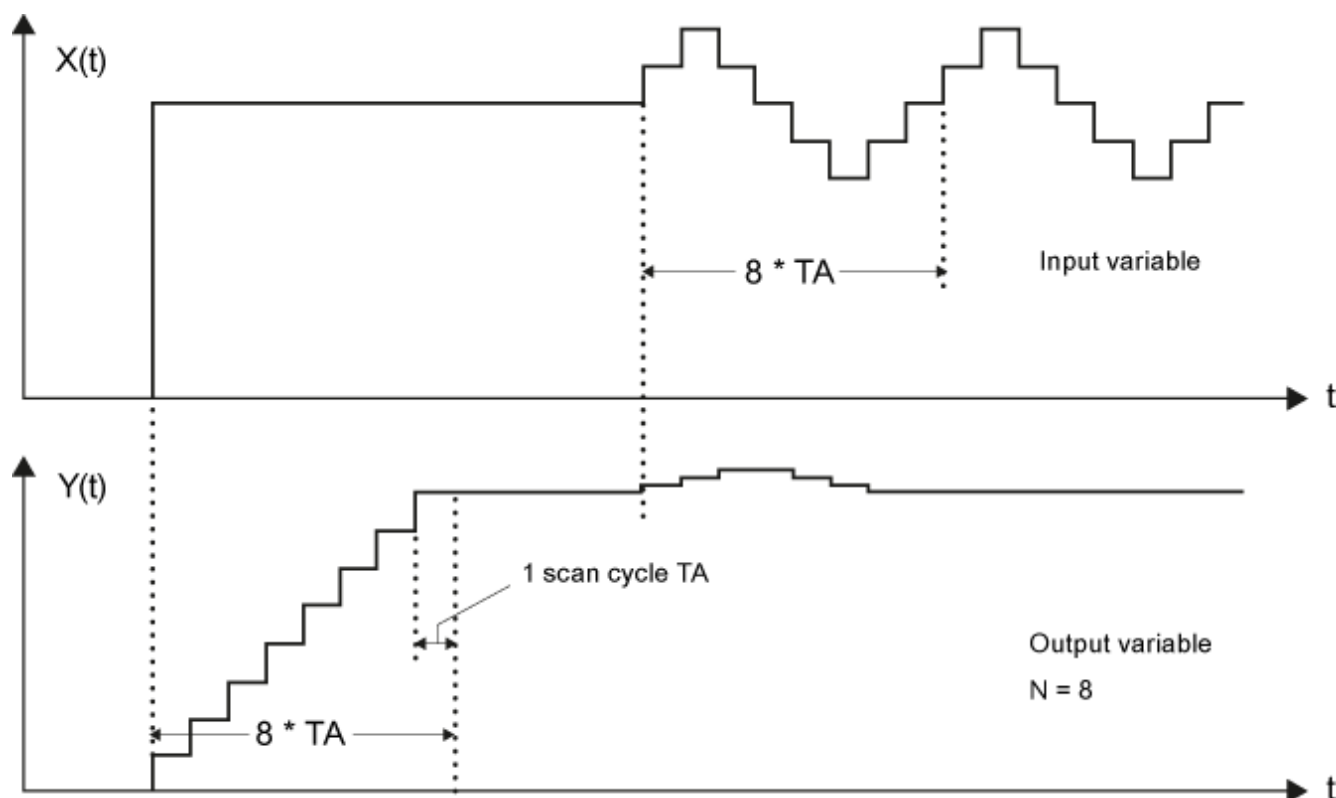 X(t)
8 * TA
Input variable
t
Y(t)
1 scan cycle TA
Output variable
N = 8
8 * TA
t